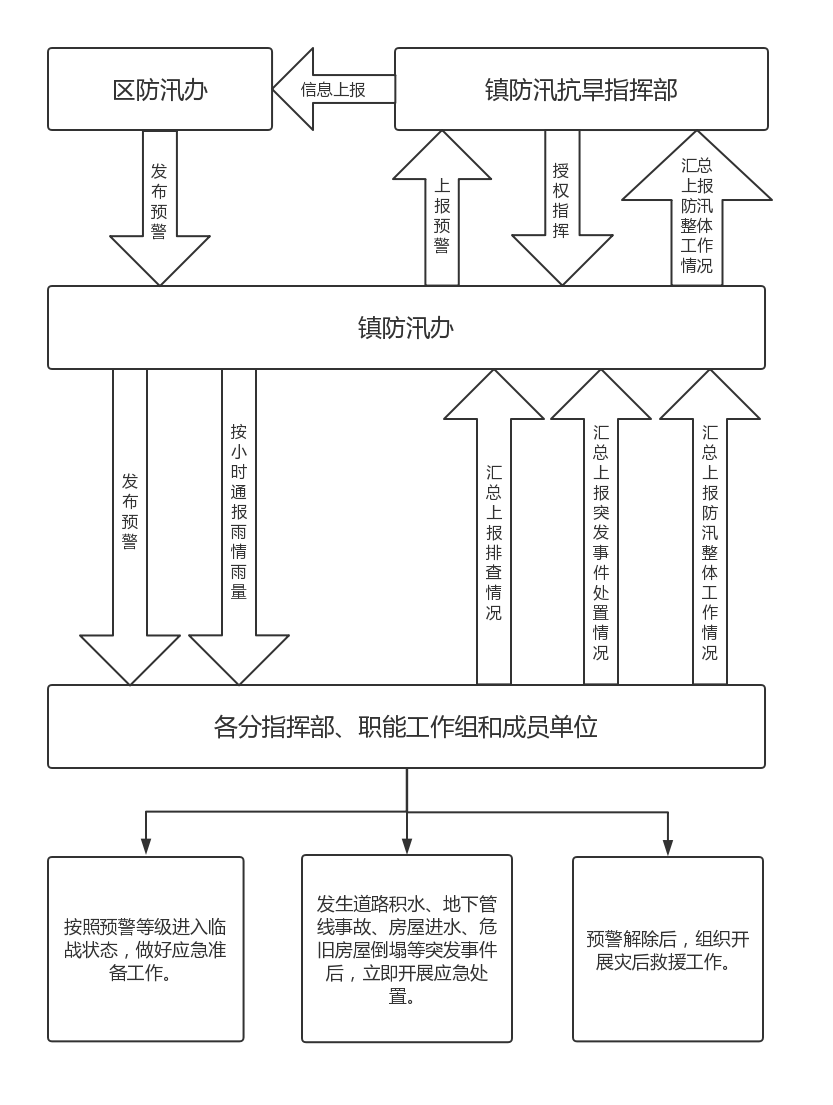 区防汛办
信息上报
镇防汛抗旱指挥部
发布预警
上报预警
授权指挥
汇总
上报
防汛
整体
工作
情况
镇防汛办
发布预警
按小时通报雨情雨量
汇总上报排查情况
汇总上报突发事件处置情况
汇总上报防汛整体工作情况
各分指挥部、职能工作组和成员单位
按照预警等级进入临
战状态，做好应急准
备工作。
发生道路积水、地下管
线事故、房屋进水、危
旧房屋倒塌等突发事件
后，立即开展应急处
置。
预警解除后，组织开
展灾后救援工作。